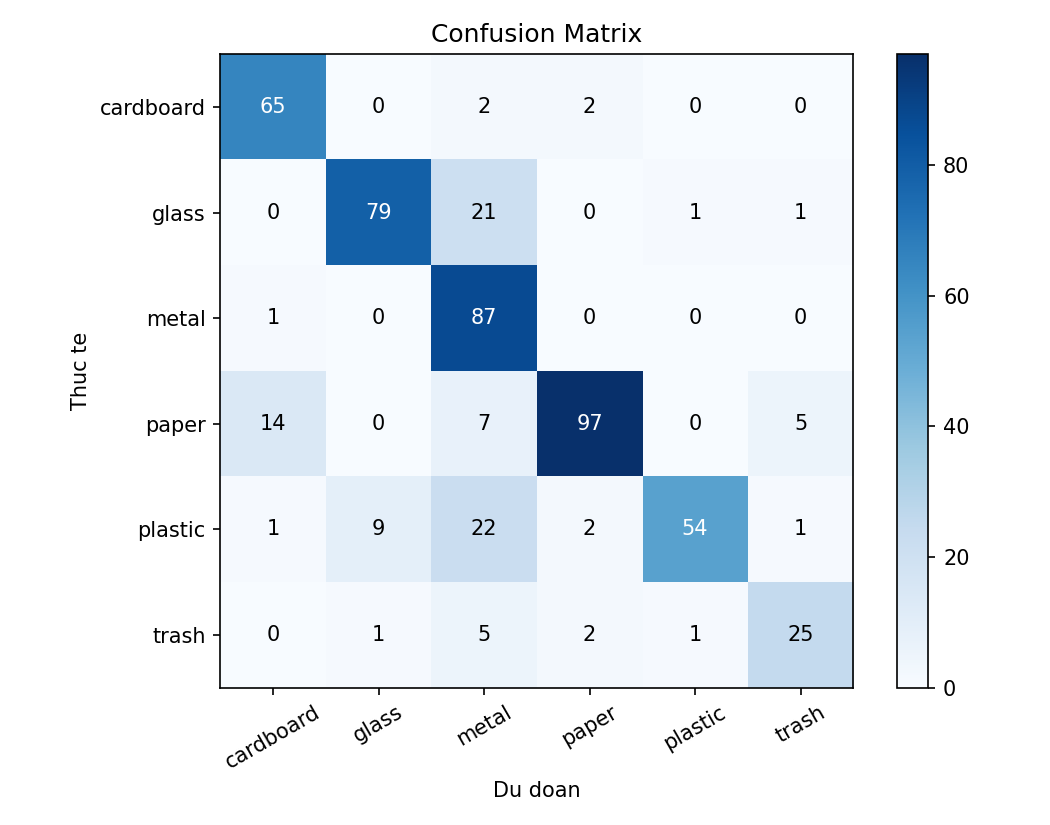 Confusion Matrix
cardboard 65 0 2 2 0 0
glass 0 79 21 0 1 1
metal 1 0 87 0 0 0
paper 14 0 7 97 0 5
plastic 1 9 22 2 54 1
trash 0 1 5 2 1 25
Thuc te
cardboard glass metal paper plastic trash
Du doan
80
60
40
20
0